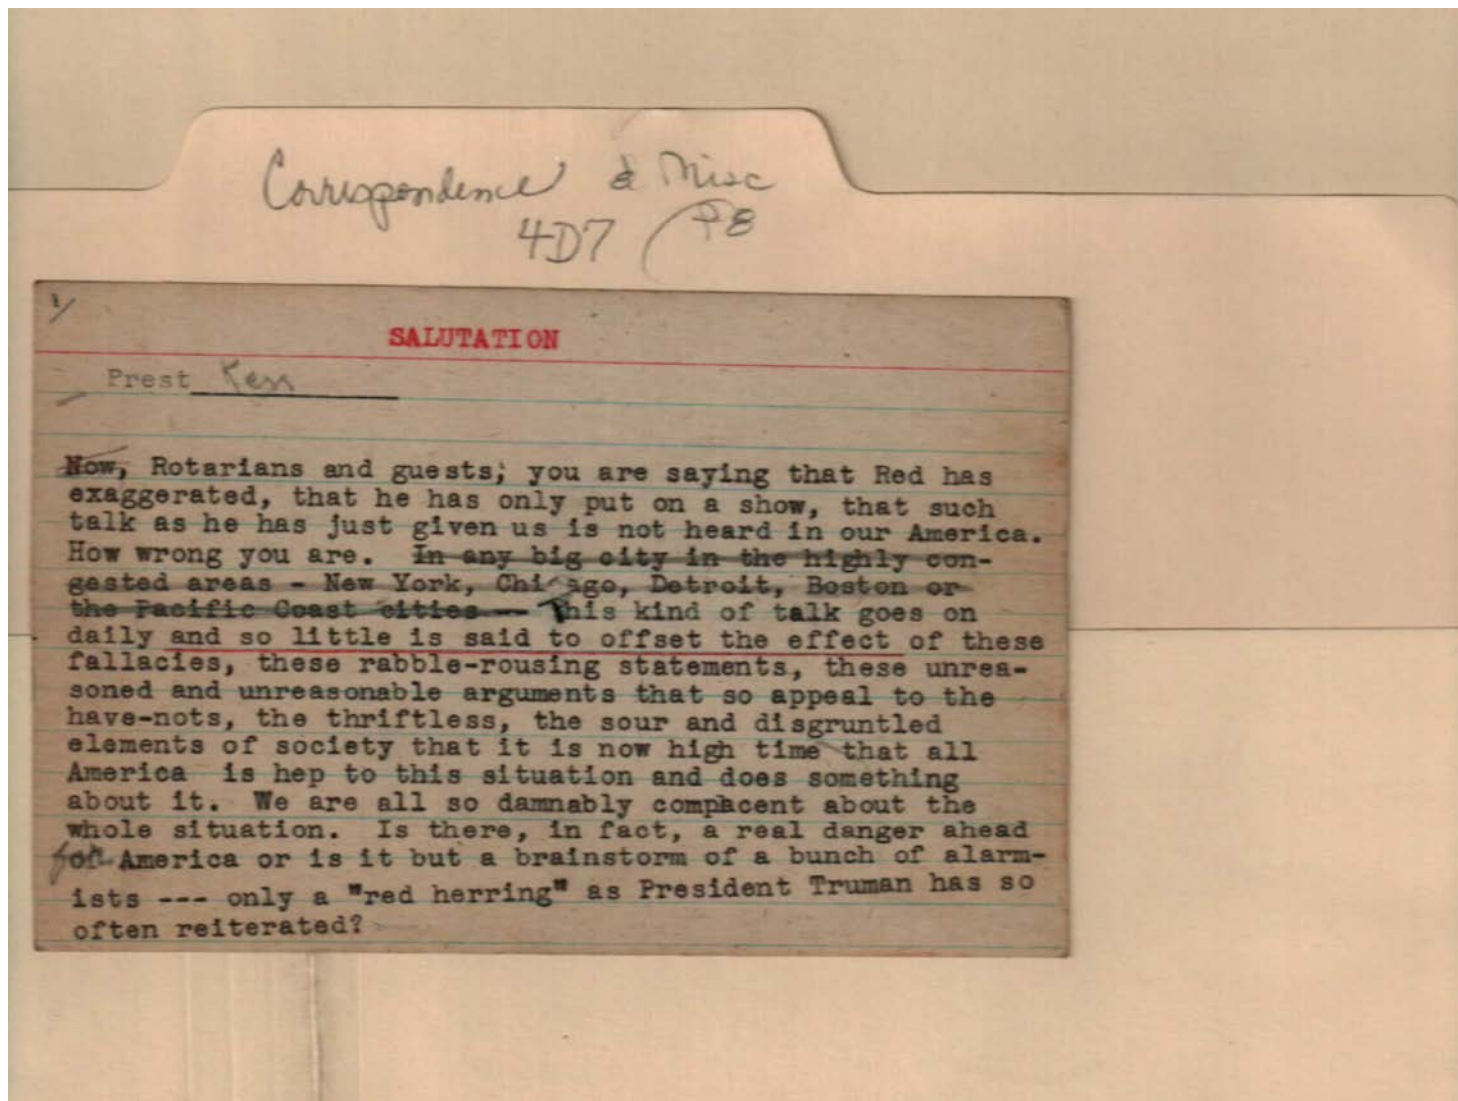 Correspondence & Misc
4D7
1/
SALUTATION
Prest Ken
Now, Rotarians and guests; you are saying that Red has
exaggerated, that he has only put on a show, that such
talk as he has just given us is not heard in our America.
How wrong you are. In any big city in the highly con-
gested areas - New York, Chicago, Detroit, Boston or
the Pacific Coast cities - This kind of talk goes on
daily and so little is said to offset the effect of these
fallacies, these rabble-rousing statements, these unrea-
soned and unreasonable arguments that so appeal to the
have-nots, the thriftless, the sour and disgruntled
elements of society that it is now high time that all
America is hep to this situation and does something
about it. We are all so damnably complacent about the
whole situation. Is there, in fact, a real danger ahead
for America or is it but a brainstorm of a bunch of alarm-
ists --- only a "red herring" as President Truman has so
often reiterated?